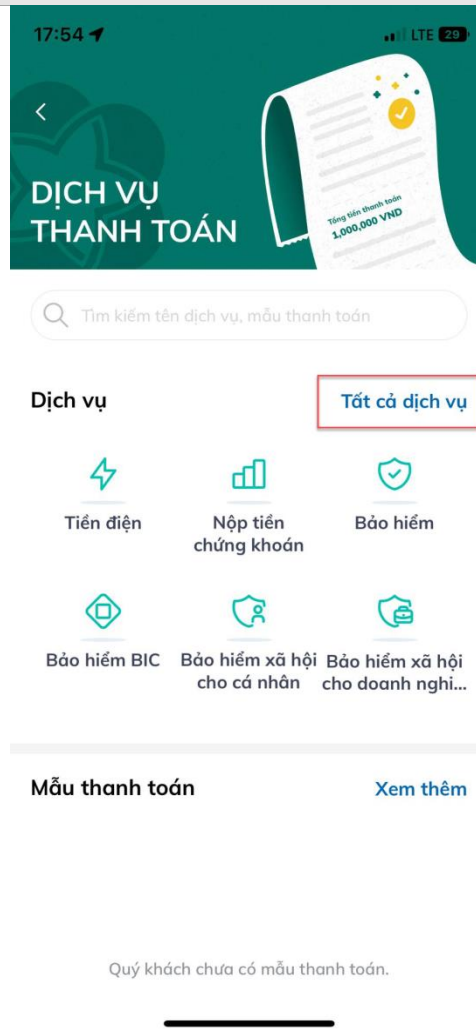 17:54
LTE 29
DỊCH VỤ
THANH TOÁN
Tổng tiền thanh toán
1,000,000 VND
Tìm kiếm tên dịch vụ, mẫu thanh toán
Dịch vụ
Tất cả dịch vụ
Tiền điện
Nộp tiền
chứng khoán
Bảo hiểm
Bảo hiểm BIC
Bảo hiểm xã hội
cho cá nhân
Bảo hiểm xã hội
cho doanh nghi...
Mẫu thanh toán
Xem thêm
Quý khách chưa có mẫu thanh toán.